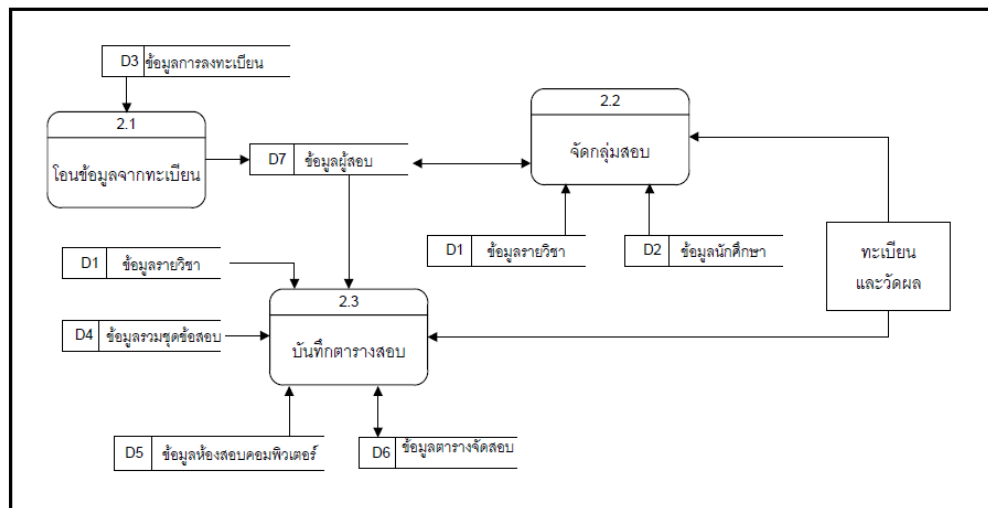 D3 ข้อมูลการลงทะเบียน
2.1
โอนข้อมูลจากทะเบียน
D7 ข้อมูลผู้สอบ
2.2
จัดกลุ่มสอบ
D1 ข้อมูลรายวิชา
D2 ข้อมูลนักศึกษา
ทะเบียน
และวัดผล
D1 ข้อมูลรายวิชา
D4 ข้อมูลรวมชุดข้อสอบ
2.3
บันทึกตารางสอบ
D5 ข้อมูลห้องสอบคอมพิวเตอร์
D6 ข้อมูลตารางจัดสอบ